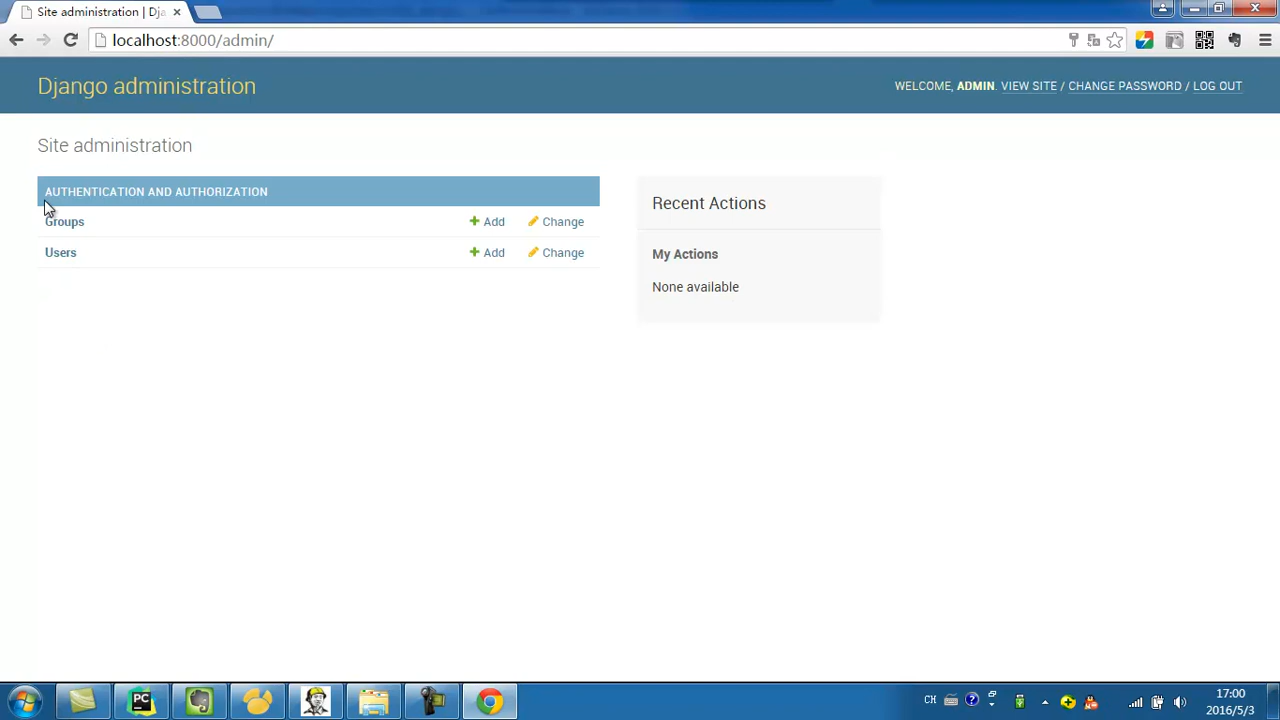 Site administration | Dja
localhost:8000/admin/
Django administration
WELCOME, ADMIN. VIEW SITE / CHANGE PASSWORD / LOG OUT
Site administration
AUTHENTICATION AND AUTHORIZATION
Groups
Add
Change
Users
Add
Change
Recent Actions
My Actions
None available
PC
CH
17:00
2016/5/3